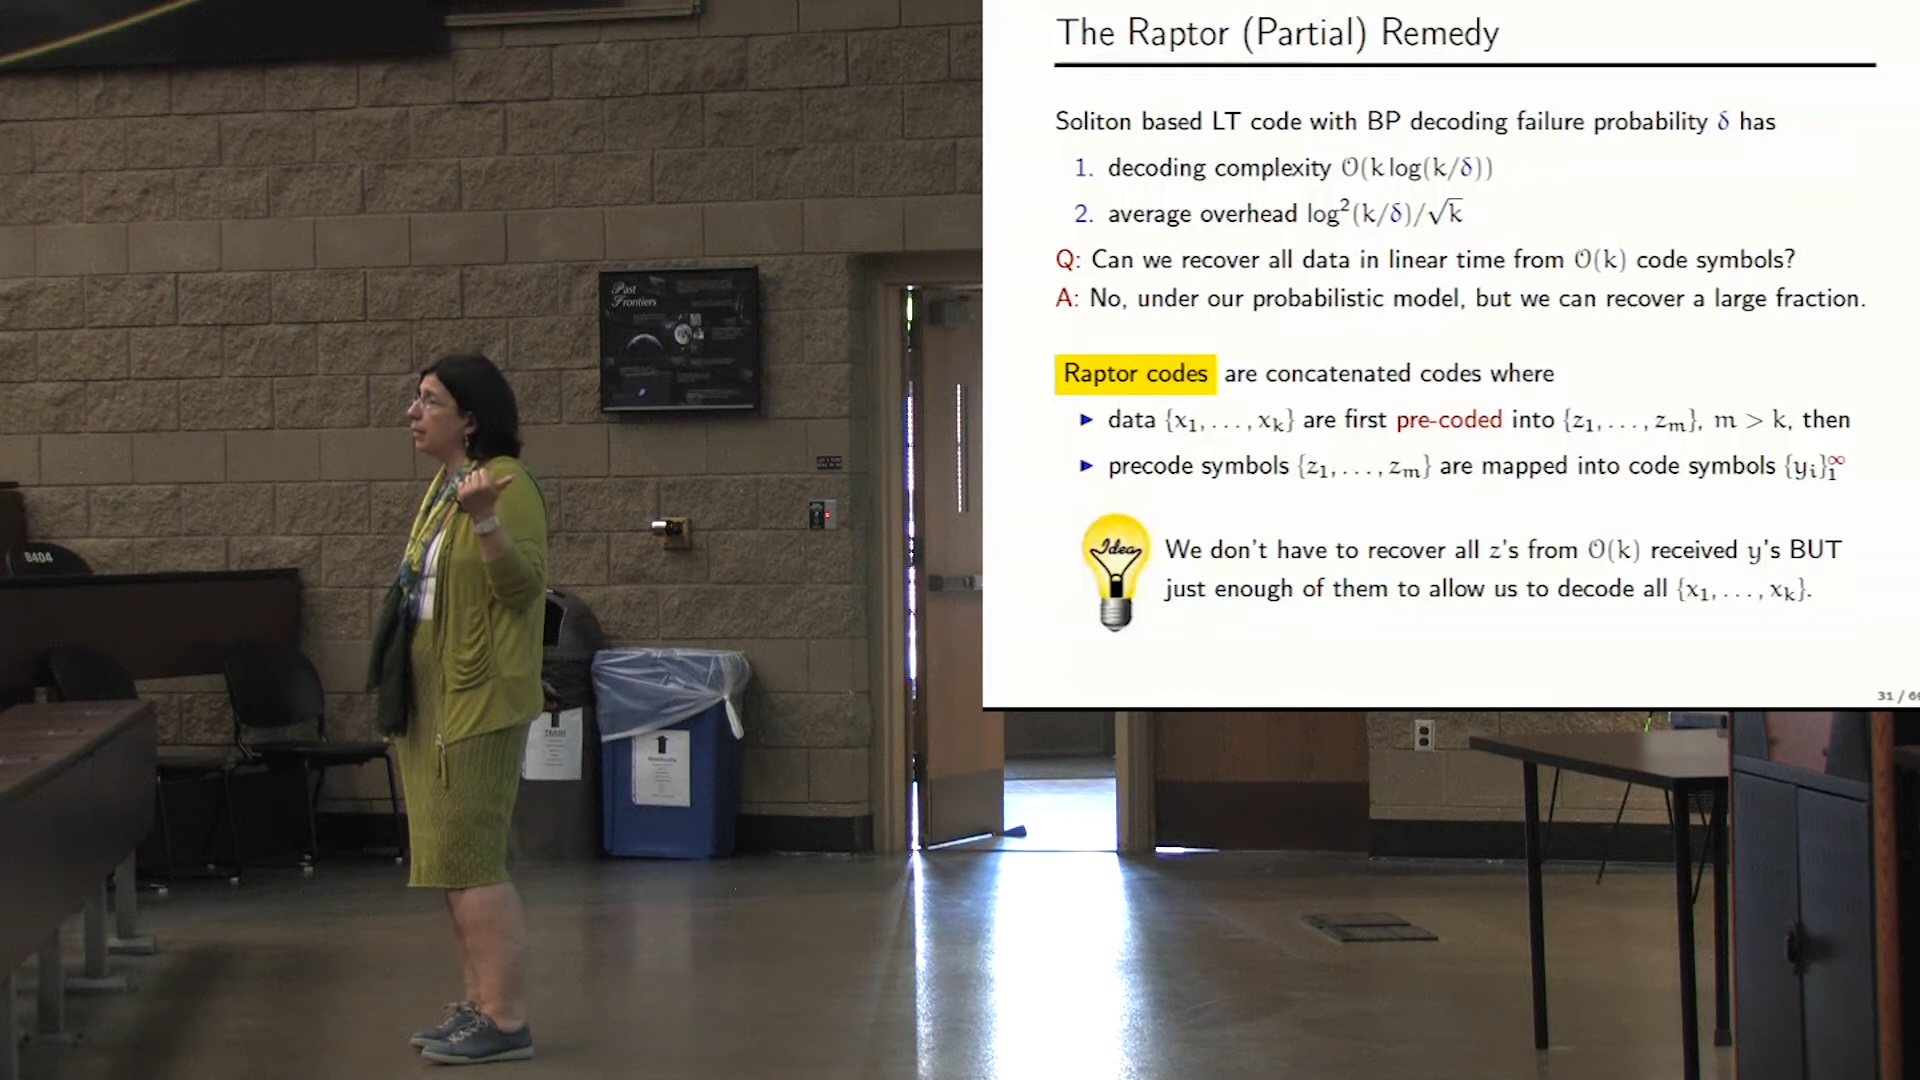 The Raptor (Partial) Remedy
Soliton based LT code with BP decoding failure probability δ has
1. decoding complexity O(k log(k/δ))
2. average overhead log²(k/δ)/√k
Q: Can we recover all data in linear time from O(k) code symbols?
A: No, under our probabilistic model, but we can recover a large fraction.
Raptor codes are concatenated codes where
▶ data {x₁, . . . , xₖ} are first pre-coded into {z₁, . . . , zₘ}, m > k, then
▶ precode symbols {z₁, . . . , zₘ} are mapped into code symbols {yᵢ}₁^∞
Idea
We don't have to recover all z's from O(k) received y's BUT
just enough of them to allow us to decode all {x₁, . . . , xₖ}.
31 / 6
Past
Frontiers
B404
TRASH